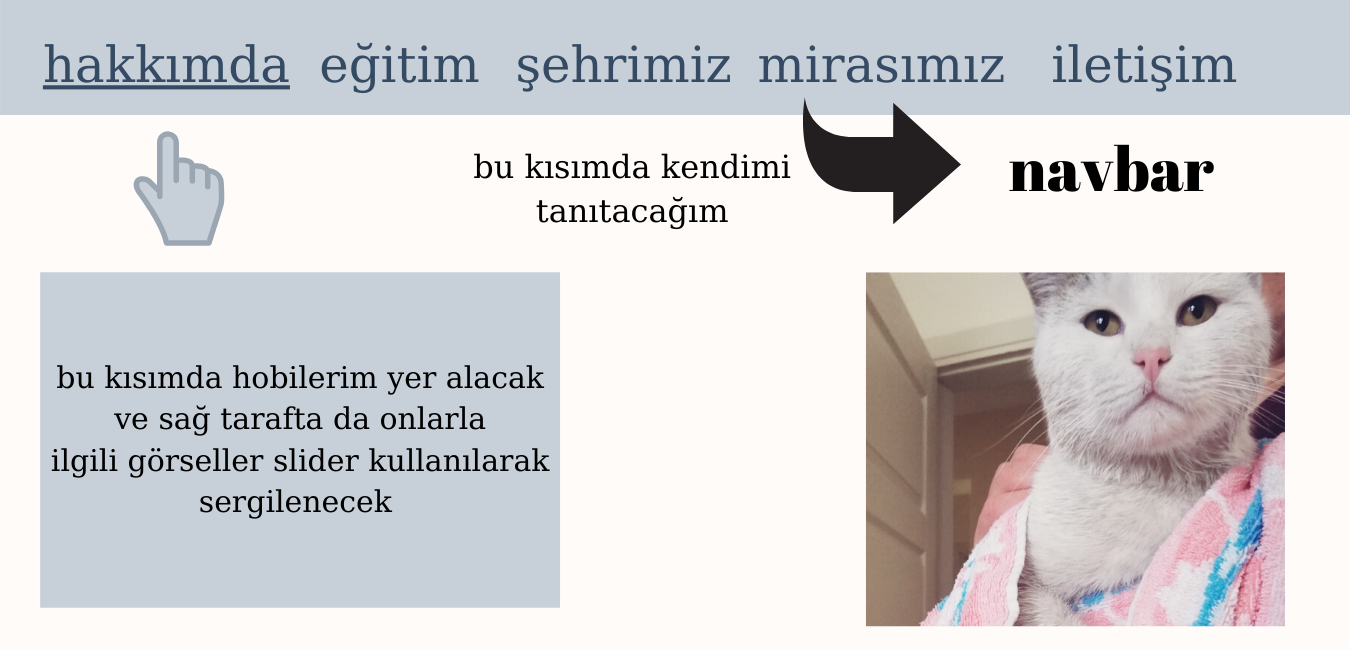 hakkımda eğitim şehrimiz mirasımız iletişim
bu kısımda kendimi
tanıtacağım
navbar
bu kısımda hobilerim yer alacak
ve sağ tarafta da onlarla
ilgili görseller slider kullanılarak
sergilenecek